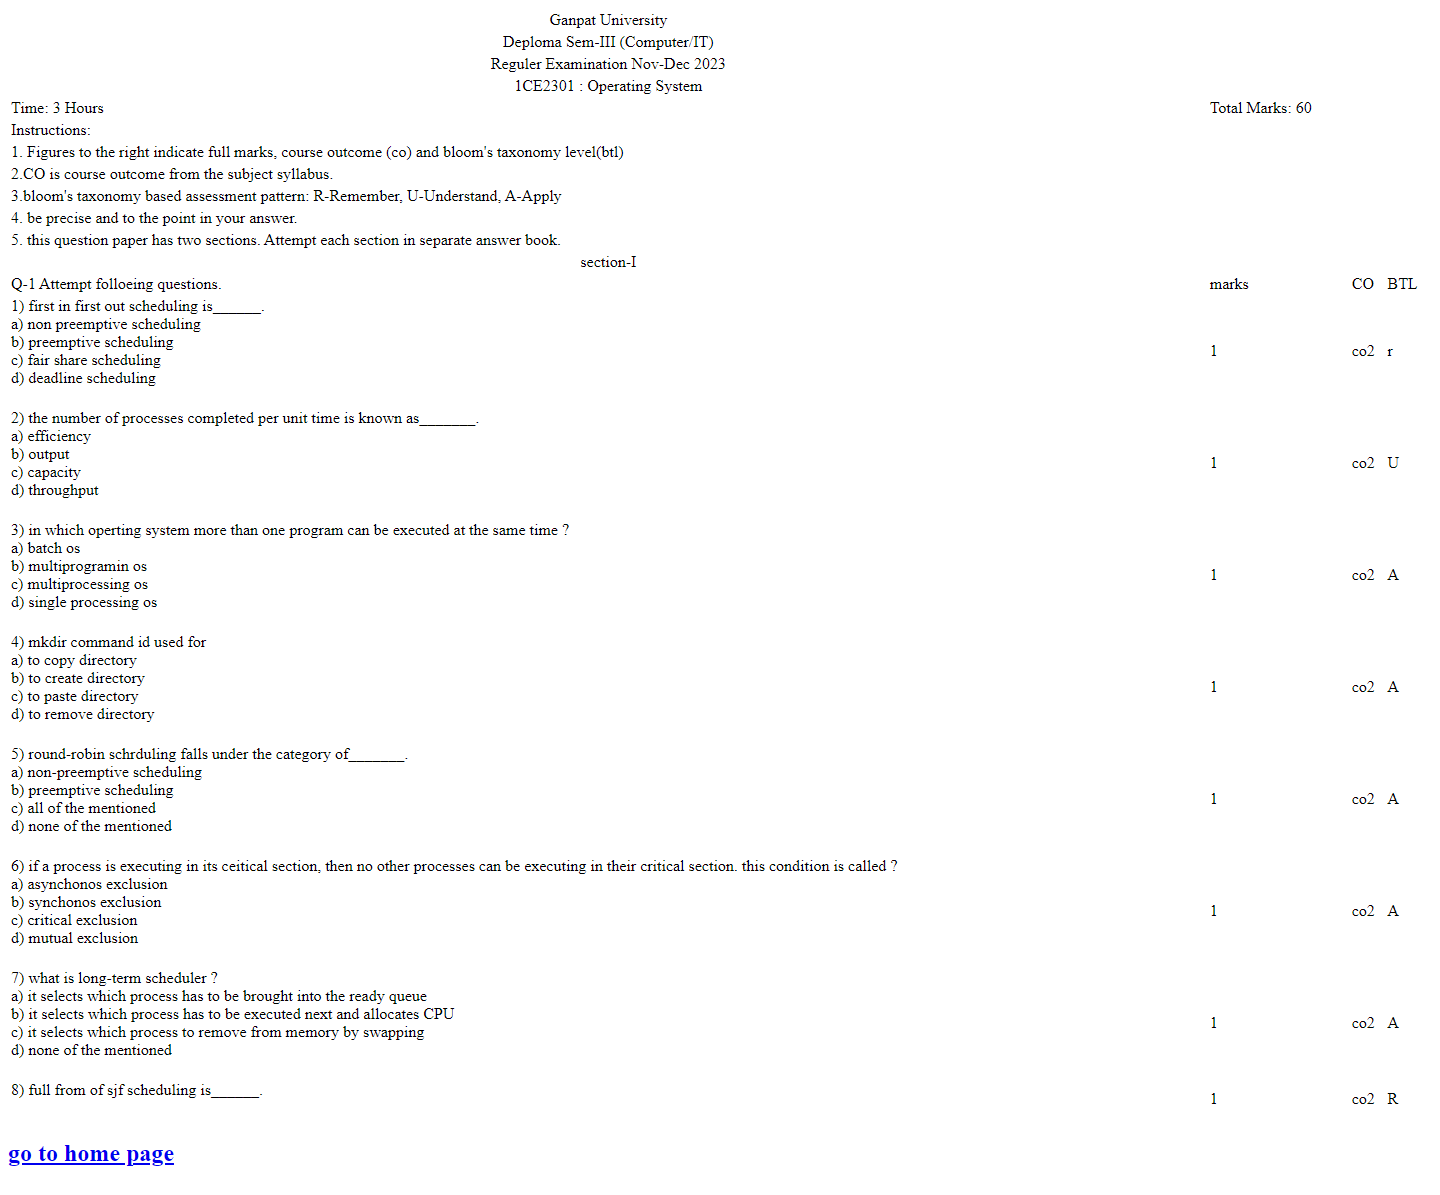 Ganpat University
Deploma Sem-III (Computer/IT)
Reguler Examination Nov-Dec 2023
1CE2301 : Operating System
Time: 3 Hours Total Marks: 60
Instructions:
1. Figures to the right indicate full marks, course outcome (co) and bloom's taxonomy level(btl)
2.CO is course outcome from the subject syllabus.
3.bloom's taxonomy based assessment pattern: R-Remember, U-Understand, A-Apply
4. be precise and to the point in your answer.
5. this question paper has two sections. Attempt each section in separate answer book.
section-I
Q-1 Attempt folloeing questions. marks CO BTL
1) first in first out scheduling is______.
a) non preemptive scheduling
b) preemptive scheduling
c) fair share scheduling
d) deadline scheduling
1 co2 r
2) the number of processes completed per unit time is known as_______.
a) efficiency
b) output
c) capacity
d) throughput
1 co2 U
3) in which operting system more than one program can be executed at the same time ?
a) batch os
b) multiprogramin os
c) multiprocessing os
d) single processing os
1 co2 A
4) mkdir command id used for
a) to copy directory
b) to create directory
c) to paste directory
d) to remove directory
1 co2 A
5) round-robin schrduling falls under the category of_______.
a) non-preemptive scheduling
b) preemptive scheduling
c) all of the mentioned
d) none of the mentioned
1 co2 A
6) if a process is executing in its ceitical section, then no other processes can be executing in their critical section. this condition is called ?
a) asynchonos exclusion
b) synchonos exclusion
c) critical exclusion
d) mutual exclusion
1 co2 A
7) what is long-term scheduler ?
a) it selects which process has to be brought into the ready queue
b) it selects which process has to be executed next and allocates CPU
c) it selects which process to remove from memory by swapping
d) none of the mentioned
1 co2 A
8) full from of sjf scheduling is______.
1 co2 R
go to home page